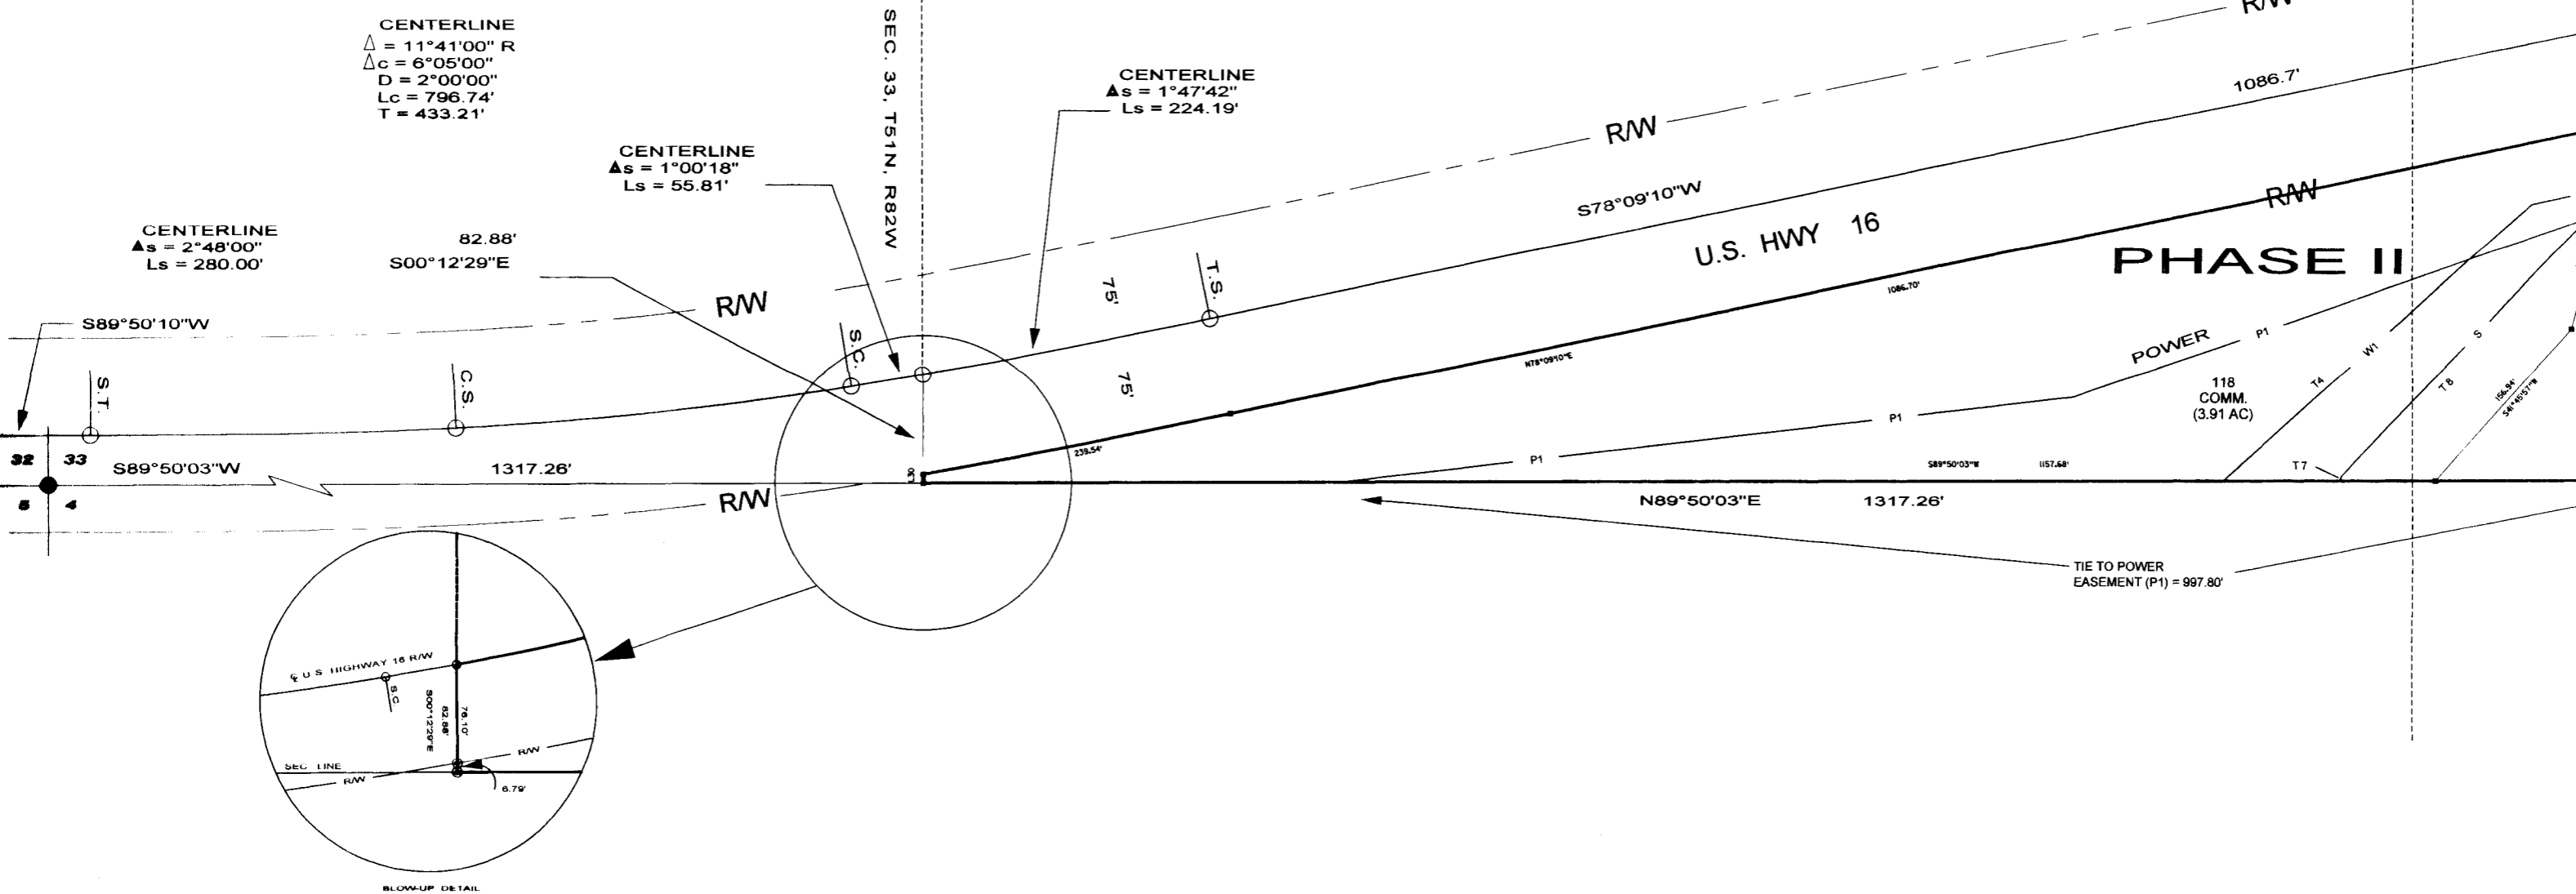 CENTERLINE
Δ = 11°41'00" R
Δc = 6°05'00"
D = 2°00'00"
Lc = 796.74'
T = 433.21'
SEC. 33, T51N, R82W
CENTERLINE
▲s = 1°47'42"
Ls = 224.19'
R/W
1086.7'
CENTERLINE
▲s = 1°00'18"
Ls = 55.81'
R/W
S78°09'10"W
R/W
U.S. HWY 16
PHASE II
CENTERLINE
▲s = 2°48'00"
Ls = 280.00'
82.88'
S00°12'29"E
R/W
75'
T.S.
1086.70'
S89°50'10"W
S.C.
S.T.
C.S.
75'
N78°09'10"E
POWER
P1
W1
S
T4
T8
156.94'
S41°45'57"W
118
COMM.
(3.91 AC)
P1
P1
239.54'
32 33
S89°50'03"W
1317.26'
S89°50'03"W 1157.68'
T7
5 4
R/W
N89°50'03"E 1317.26'
TIE TO POWER
EASEMENT (P1) = 997.80'
℄ U S HIGHWAY 16 R/W
S.C.
S00°12'29"E
82.88'
76.10'
R/W
SEC LINE
R/W
6.79'
BLOW-UP DETAIL